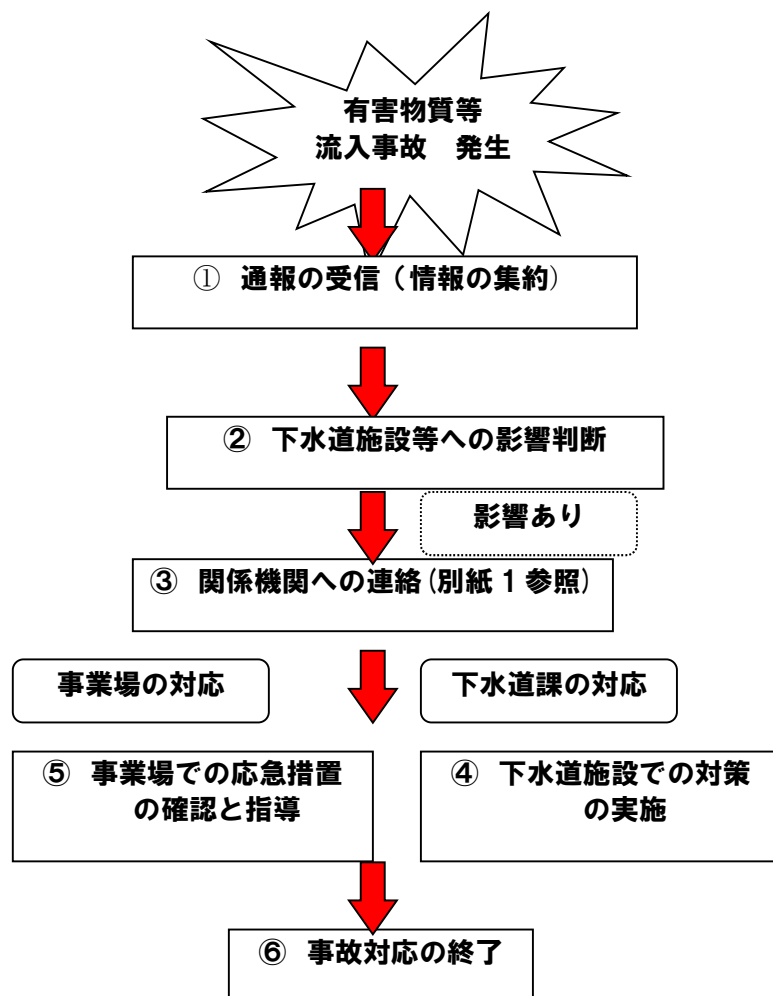 有害物質等
流入事故　発生
① 通報の受信（情報の集約）
② 下水道施設等への影響判断
影響あり
③ 関係機関への連絡(別紙１参照)
事業場の対応
下水道課の対応
⑤ 事業場での応急措置
の確認と指導
④ 下水道施設での対策
の実施
⑥ 事故対応の終了